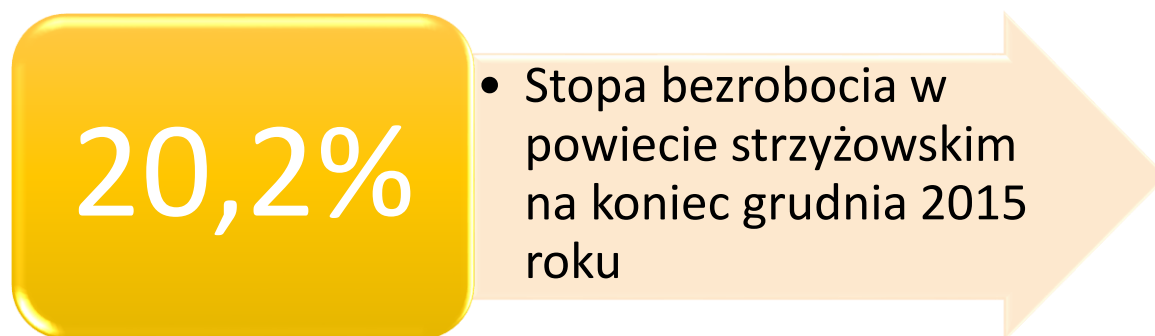 20,2%
• Stopa bezrobocia w
powiecie strzyżowskim
na koniec grudnia 2015
roku